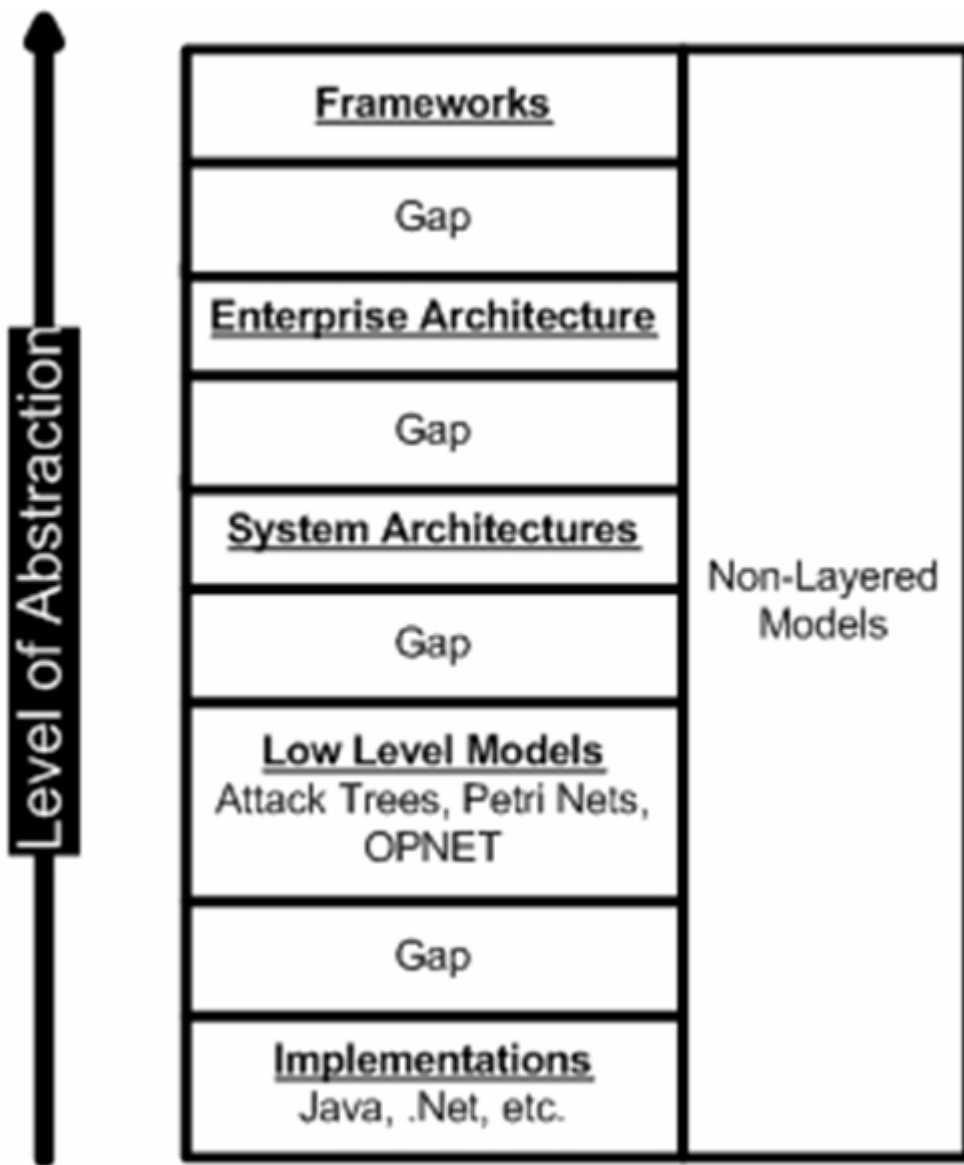 Level of Abstraction
Frameworks
Gap
Enterprise Architecture
Gap
System Architectures
Gap
Low Level Models
Attack Trees, Petri Nets,
OPNET
Gap
Implementations
Java, .Net, etc.
Non-Layered
Models